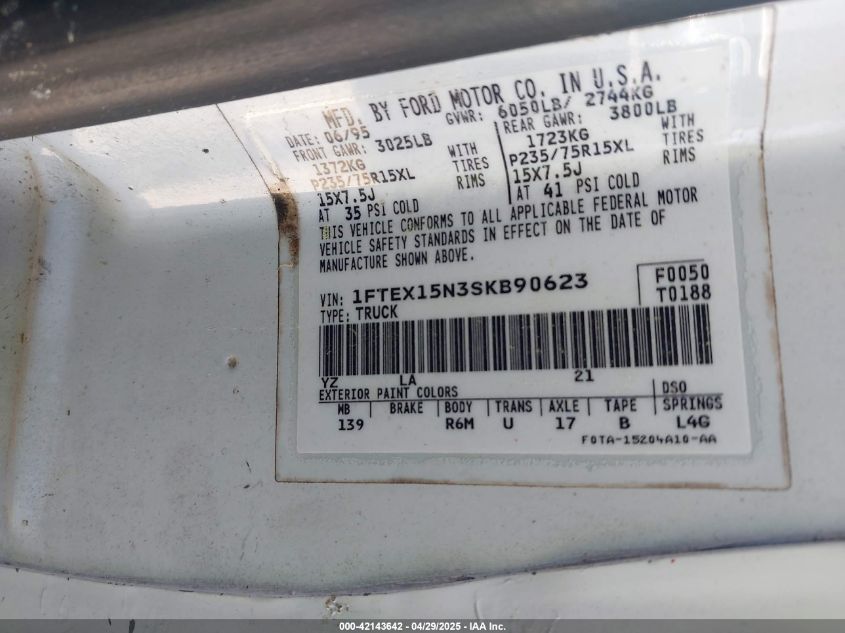 MFD. BY FORD MOTOR CO. IN U.S.A.
DATE: 06/95 GVWR: 6050LB/ 2744KG
FRONT GAWR: 3025LB REAR GAWR: 3800LB
1372KG WITH 1723KG WITH
P235/75R15XL TIRES P235/75R15XL TIRES
15X7.5J RIMS 15X7.5J RIMS
AT 35 PSI COLD AT 41 PSI COLD
THIS VEHICLE CONFORMS TO ALL APPLICABLE FEDERAL MOTOR
VEHICLE SAFETY STANDARDS IN EFFECT ON THE DATE OF
MANUFACTURE SHOWN ABOVE.
VIN: 1FTEX15N3SKB90623 F0050
TYPE: TRUCK T0188
YZ LA 21
EXTERIOR PAINT COLORS DSO
WB BRAKE BODY TRANS AXLE TAPE SPRINGS
139 R6M U 17 B L4G
F0TA-15204A10-AA
000-42143642 - 04/29/2025 - IAA Inc.